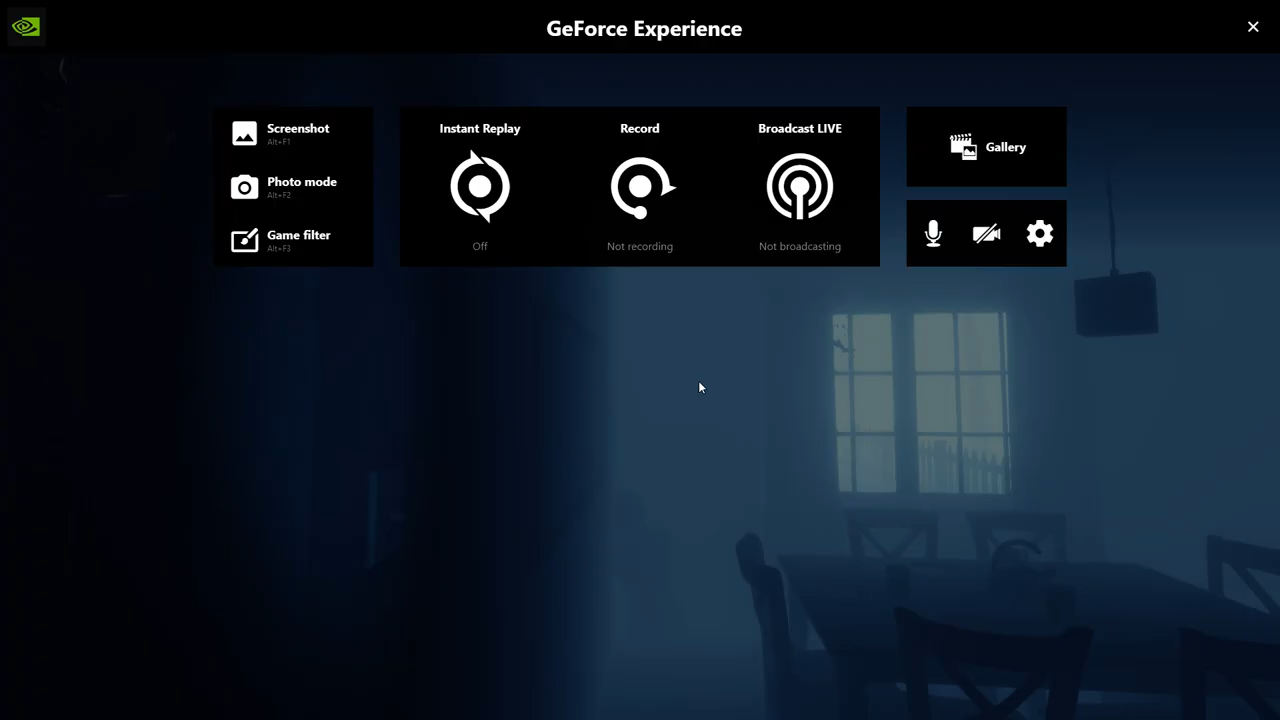 GeForce Experience
Screenshot
Alt+F1
Photo mode
Alt+F2
Game filter
Alt+F3
Instant Replay
Off
Record
Not recording
Broadcast LIVE
Not broadcasting
Gallery